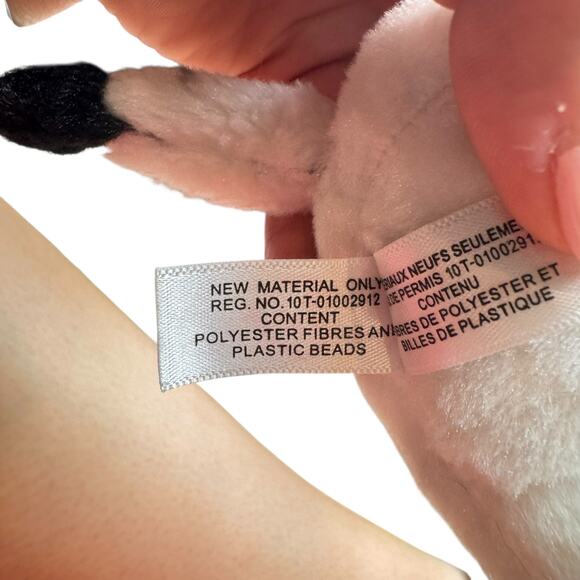 NEW MATERIAL ONLY
REG. NO. 10T-01002912
CONTENT
POLYESTER FIBRES AN
PLASTIC BEADS
NEUFS SEULEME
DE PERMIS 10T-0100291
CONTENU
BRES DE POLYESTER ET
BILLES DE PLASTIQUE